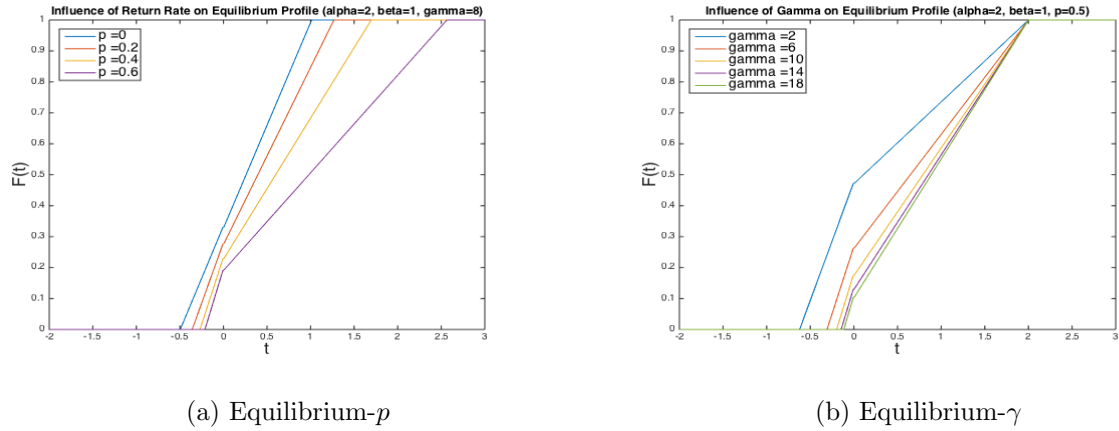 Influence of Return Rate on Equilibrium Profile (alpha=2, beta=1, gamma=8)
p =0
p =0.2
p =0.4
p =0.6
F(t)
1
0.9
0.8
0.7
0.6
0.5
0.4
0.3
0.2
0.1
0
-2 -1.5 -1 -0.5 0 0.5 1 1.5 2 2.5 3
t
(a) Equilibrium-p
Influence of Gamma on Equilibrium Profile (alpha=2, beta=1, p=0.5)
gamma =2
gamma =6
gamma =10
gamma =14
gamma =18
F(t)
1
0.9
0.8
0.7
0.6
0.5
0.4
0.3
0.2
0.1
0
-2 -1.5 -1 -0.5 0 0.5 1 1.5 2 2.5 3
t
(b) Equilibrium-γ